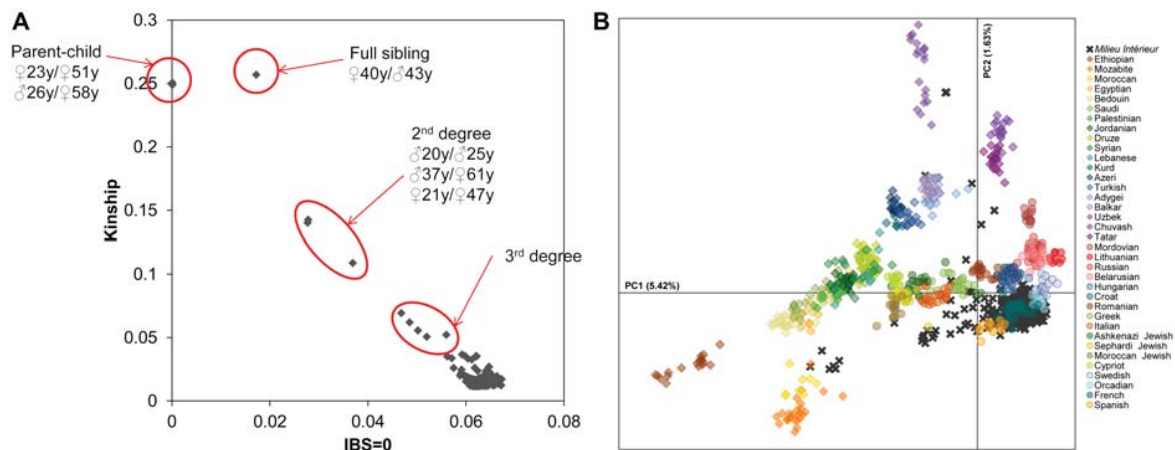 A
Parent-child
♀23y/♀51y
♂26y/♀58y
Full sibling
♀40y/♂43y
2nd degree
♂20y/♂25y
♂37y/♀61y
♀21y/♀47y
3rd degree
Kinship
0.3
0.25
0.2
0.15
0.1
0.05
0
0
0.02
0.04
0.06
0.08
IBS=0
B
PC2 (1.63%)
PC1 (5.42%)
Milieu Intérieur
Ethiopian
Mozabite
Moroccan
Egyptian
Bedouin
Saudi
Palestinian
Jordanian
Druze
Syrian
Lebanese
Kurd
Azeri
Turkish
Adygei
Balkar
Uzbek
Chuvash
Tatar
Mordovian
Lithuanian
Russian
Belarusian
Hungarian
Croat
Romanian
Greek
Italian
Ashkenazi Jewish
Sephardi Jewish
Moroccan Jewish
Cypriot
Swedish
Orcadian
French
Spanish